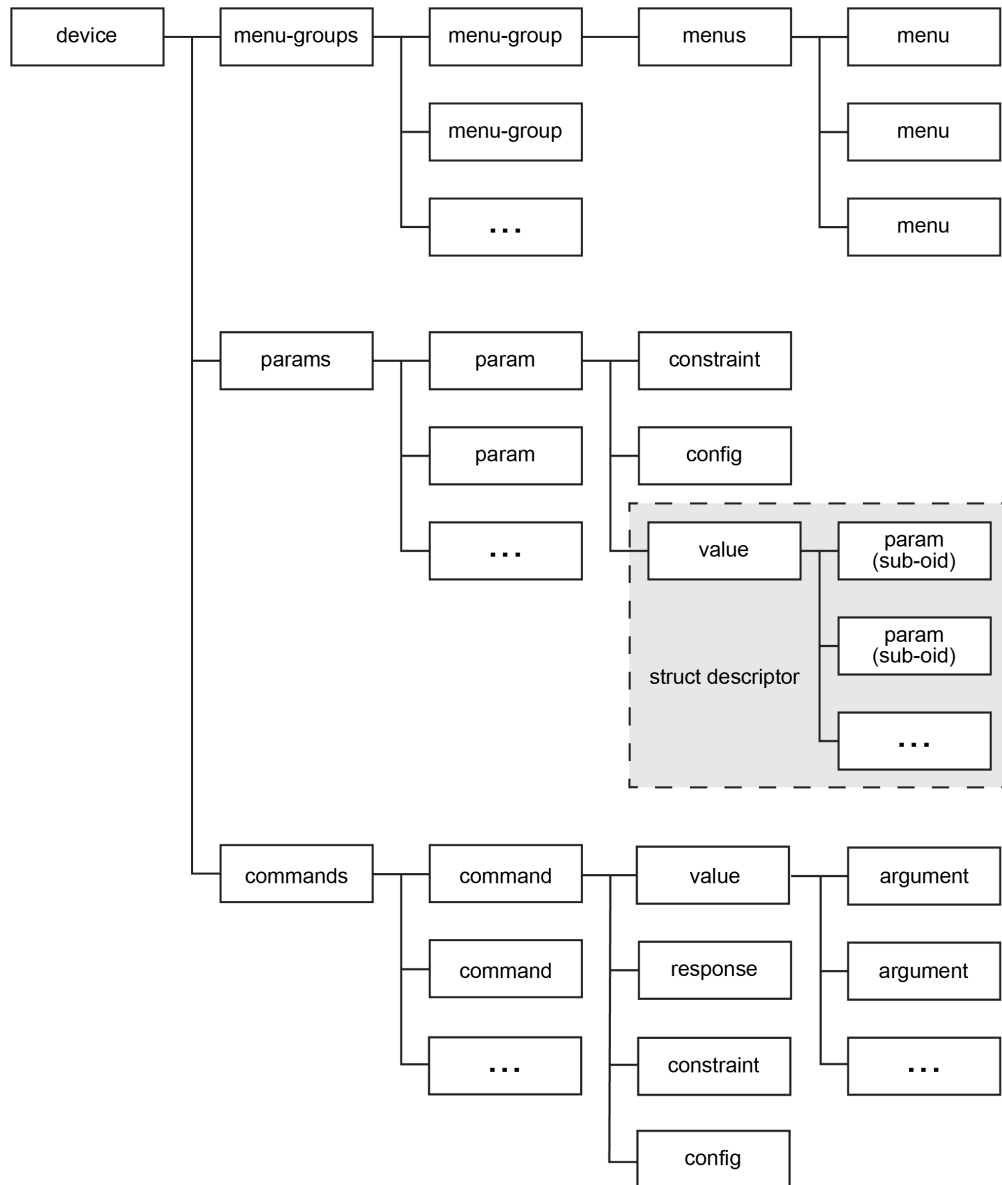 device
menu-groups
menu-group
menus
menu
menu-group
menu
...
menu
params
param
constraint
param
config
...
value
param
(sub-oid)
param
(sub-oid)
struct descriptor
...
commands
command
value
argument
command
response
argument
...
constraint
...
config